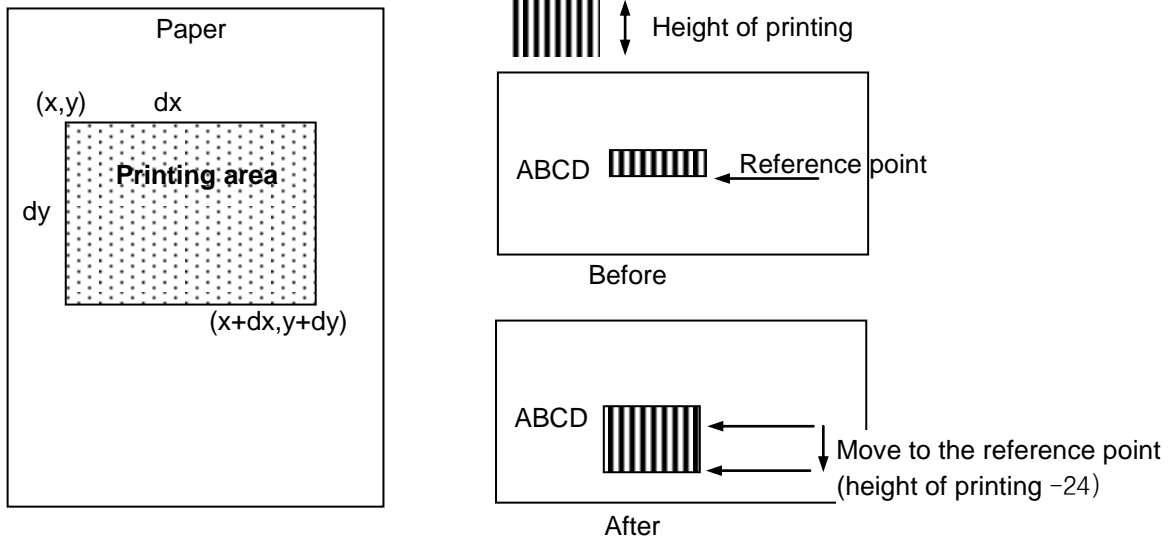 Paper
(x,y) dx
Printing area
dy
(x+dx,y+dy)
Height of printing
ABCD
Reference point
Before
ABCD
Move to the reference point
(height of printing -24)
After